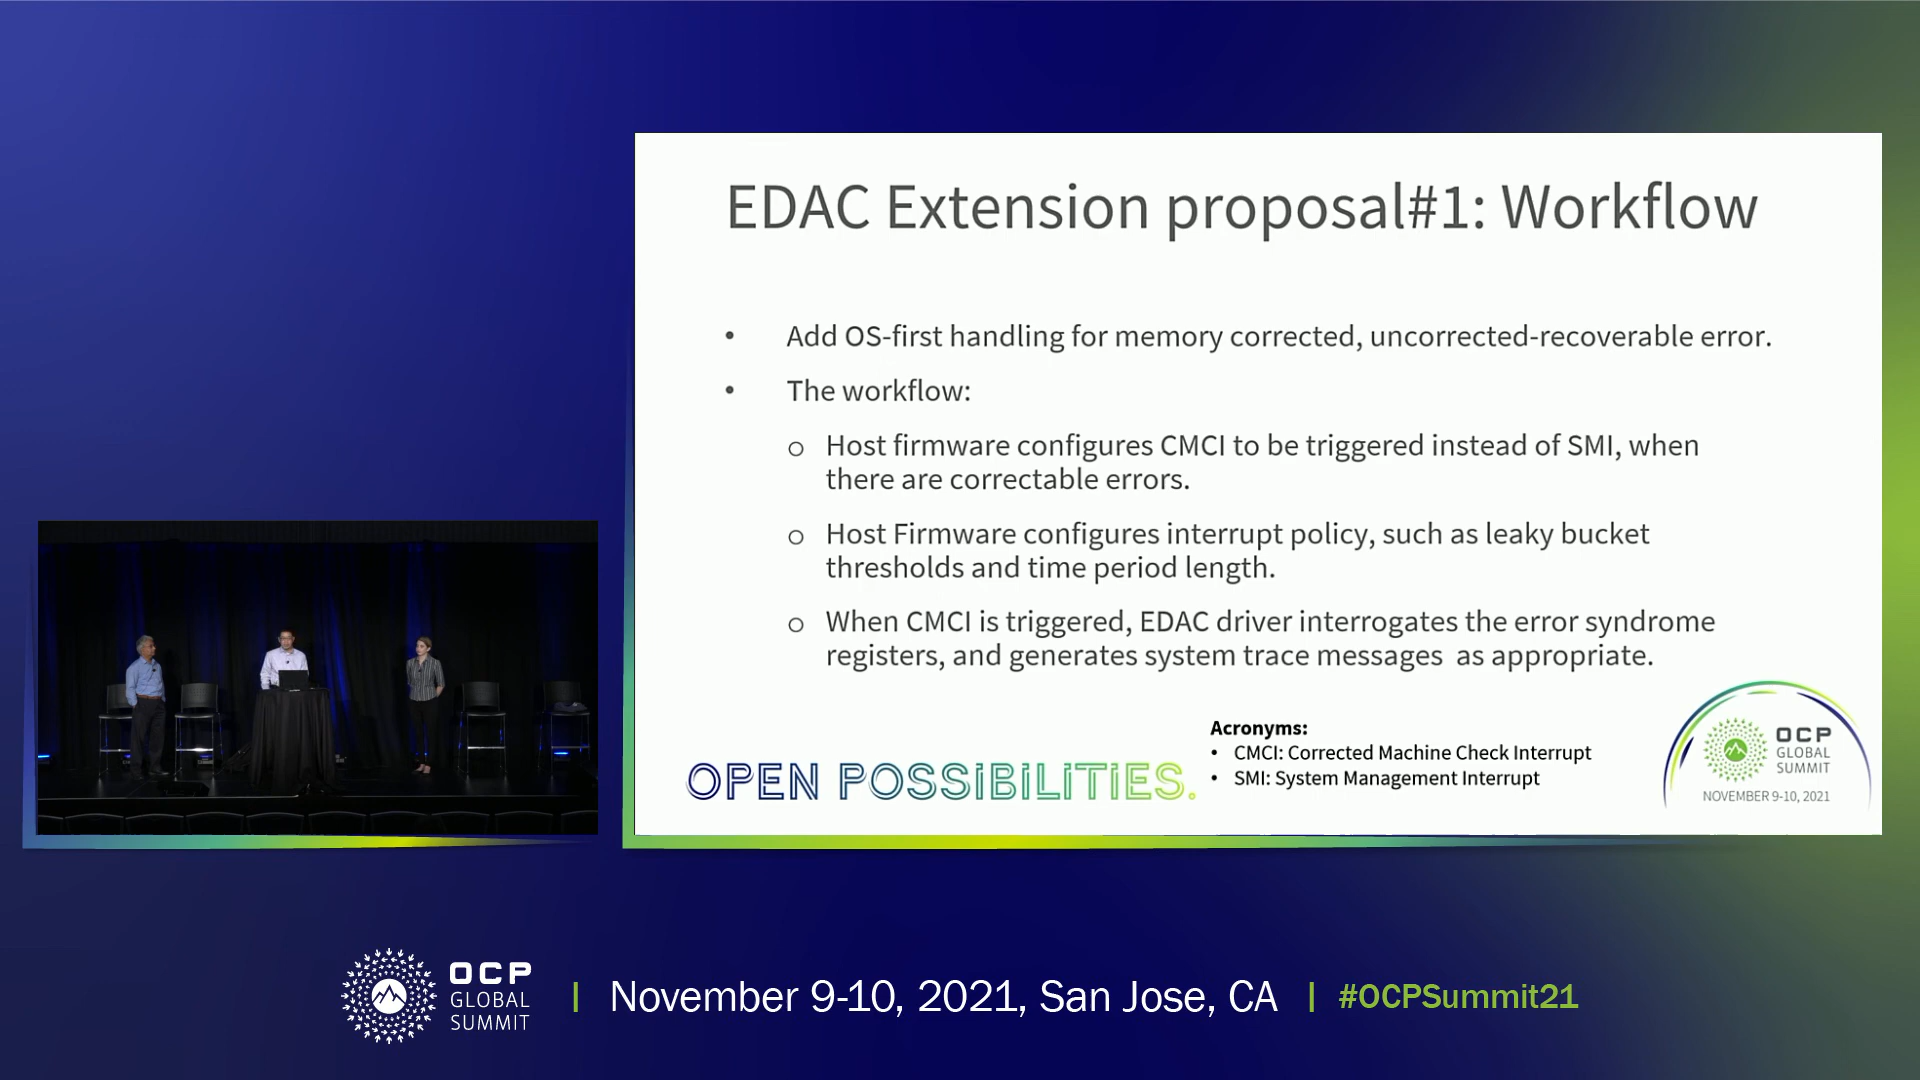 EDAC Extension proposal#1: Workflow
• Add OS-first handling for memory corrected, uncorrected-recoverable error.
• The workflow:
o Host firmware configures CMCI to be triggered instead of SMI, when
there are correctable errors.
o Host Firmware configures interrupt policy, such as leaky bucket
thresholds and time period length.
o When CMCI is triggered, EDAC driver interrogates the error syndrome
registers, and generates system trace messages as appropriate.
Acronyms:
• CMCI: Corrected Machine Check Interrupt
• SMI: System Management Interrupt
OPEN POSSIBILITIES.
OCP
GLOBAL
SUMMIT
NOVEMBER 9-10, 2021
OCP
GLOBAL
SUMMIT
| November 9-10, 2021, San Jose, CA | #OCPSummit21